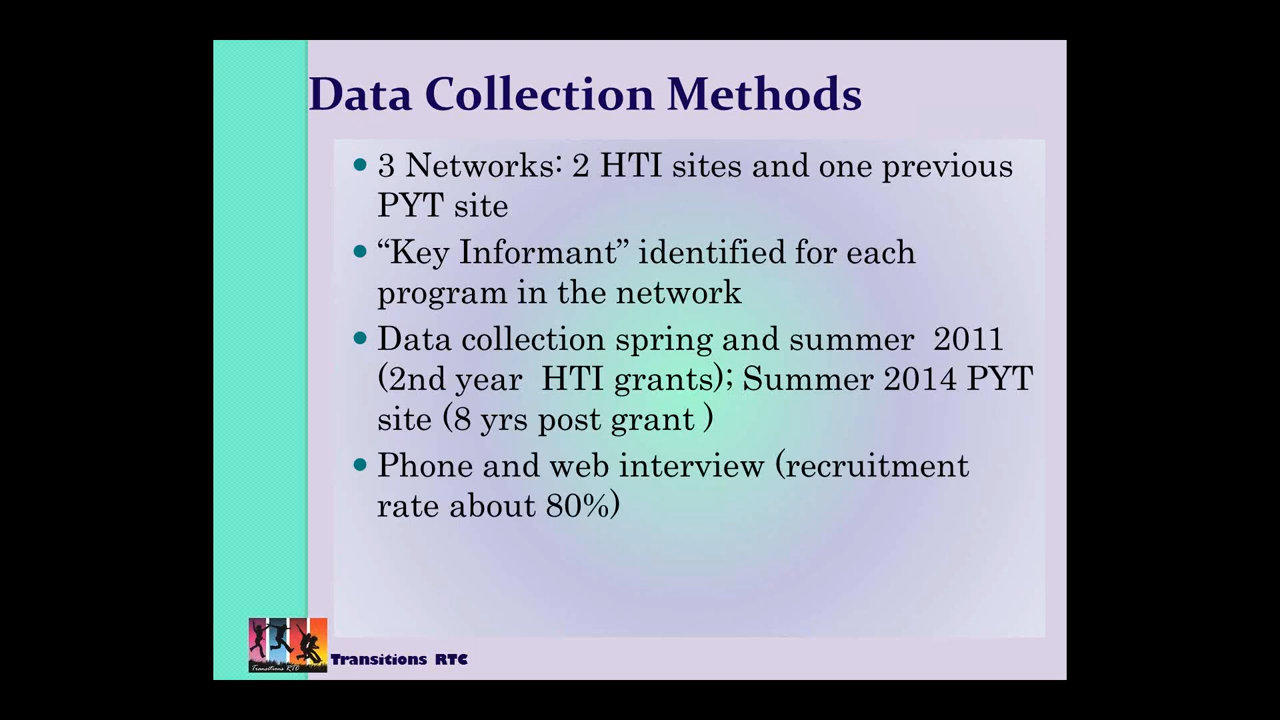 Data Collection Methods
• 3 Networks: 2 HTI sites and one previous
PYT site
• “Key Informant” identified for each
program in the network
• Data collection spring and summer  2011
(2nd year  HTI grants); Summer 2014 PYT
site (8 yrs post grant )
• Phone and web interview (recruitment
rate about 80%)
Transitions RTC
Transitions RTC